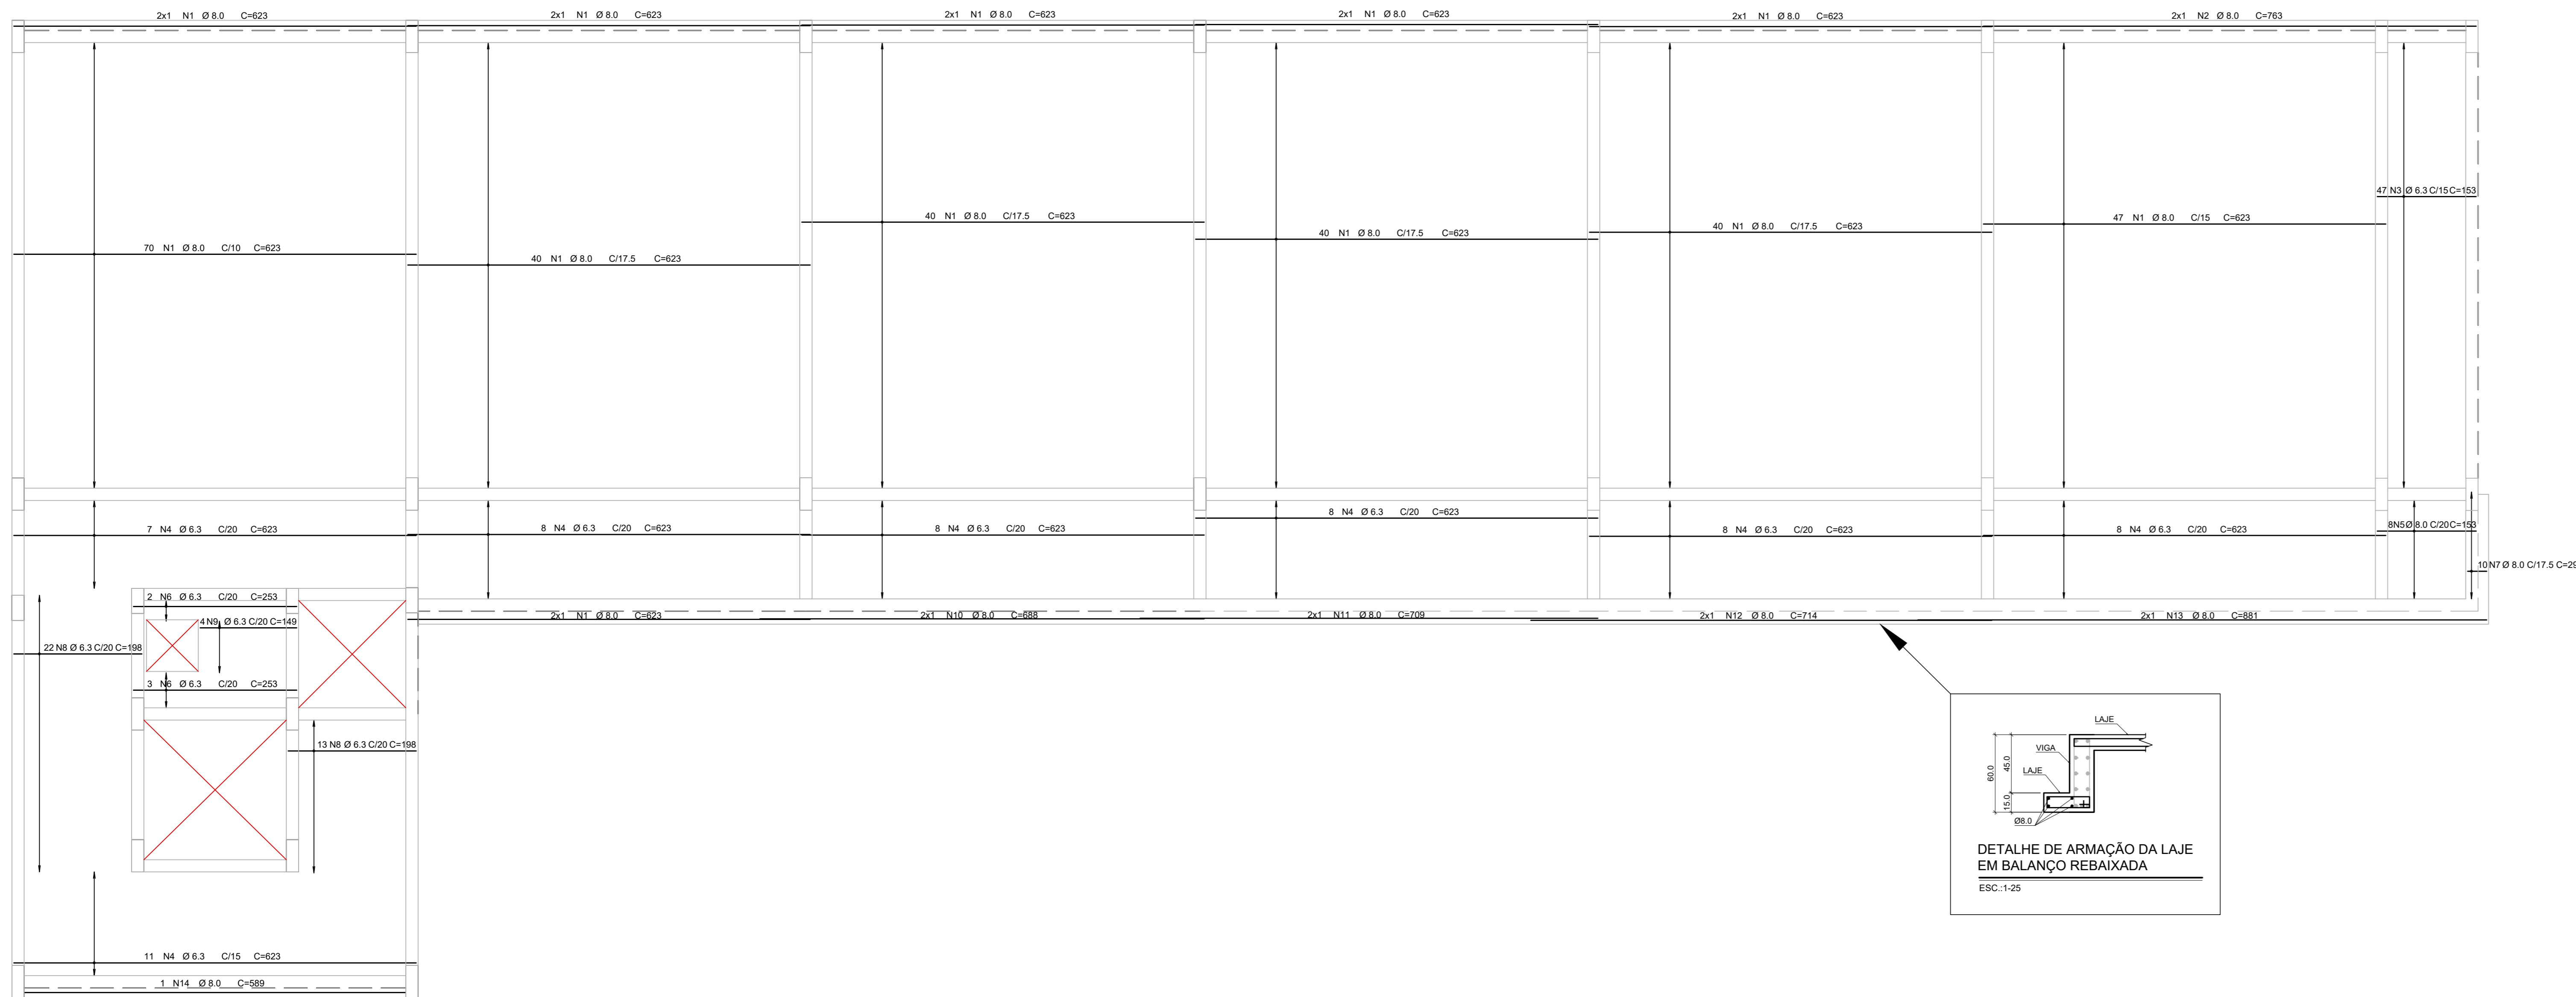 2x1 N1 Ø 8.0 C=623
2x1 N1 Ø 8.0 C=623
2x1 N1 Ø 8.0 C=623
2x1 N1 Ø 8.0 C=623
2x1 N1 Ø 8.0 C=623
2x1 N2 Ø 8.0 C=763
47 N3 Ø 6.3 C/15 C=153
70 N1 Ø 8.0 C/10 C=623
40 N1 Ø 8.0 C/17.5 C=623
40 N1 Ø 8.0 C/17.5 C=623
40 N1 Ø 8.0 C/17.5 C=623
40 N1 Ø 8.0 C/17.5 C=623
47 N1 Ø 8.0 C/15 C=623
7 N4 Ø 6.3 C/20 C=623
8 N4 Ø 6.3 C/20 C=623
8 N4 Ø 6.3 C/20 C=623
8 N4 Ø 6.3 C/20 C=623
8 N4 Ø 6.3 C/20 C=623
8 N4 Ø 6.3 C/20 C=623
8N5 Ø 8.0 C/20 C=153
10 N7 Ø 8.0 C/17.5 C=29
2 N6 Ø 6.3 C/20 C=253
4 N9 Ø 6.3 C/20 C=149
2x1 N1 Ø 8.0 C=623
2x1 N10 Ø 8.0 C=688
2x1 N11 Ø 8.0 C=709
2x1 N12 Ø 8.0 C=714
2x1 N13 Ø 8.0 C=881
22 N8 Ø 6.3 C/20 C=198
3 N6 Ø 6.3 C/20 C=253
13 N8 Ø 6.3 C/20 C=198
LAJE
VIGA
LAJE
60.0
45.0
15.0
Ø8.0
DETALHE DE ARMAÇÃO DA LAJE
EM BALANÇO REBAIXADA
ESC.:1-25
11 N4 Ø 6.3 C/15 C=623
1 N14 Ø 8.0 C=589